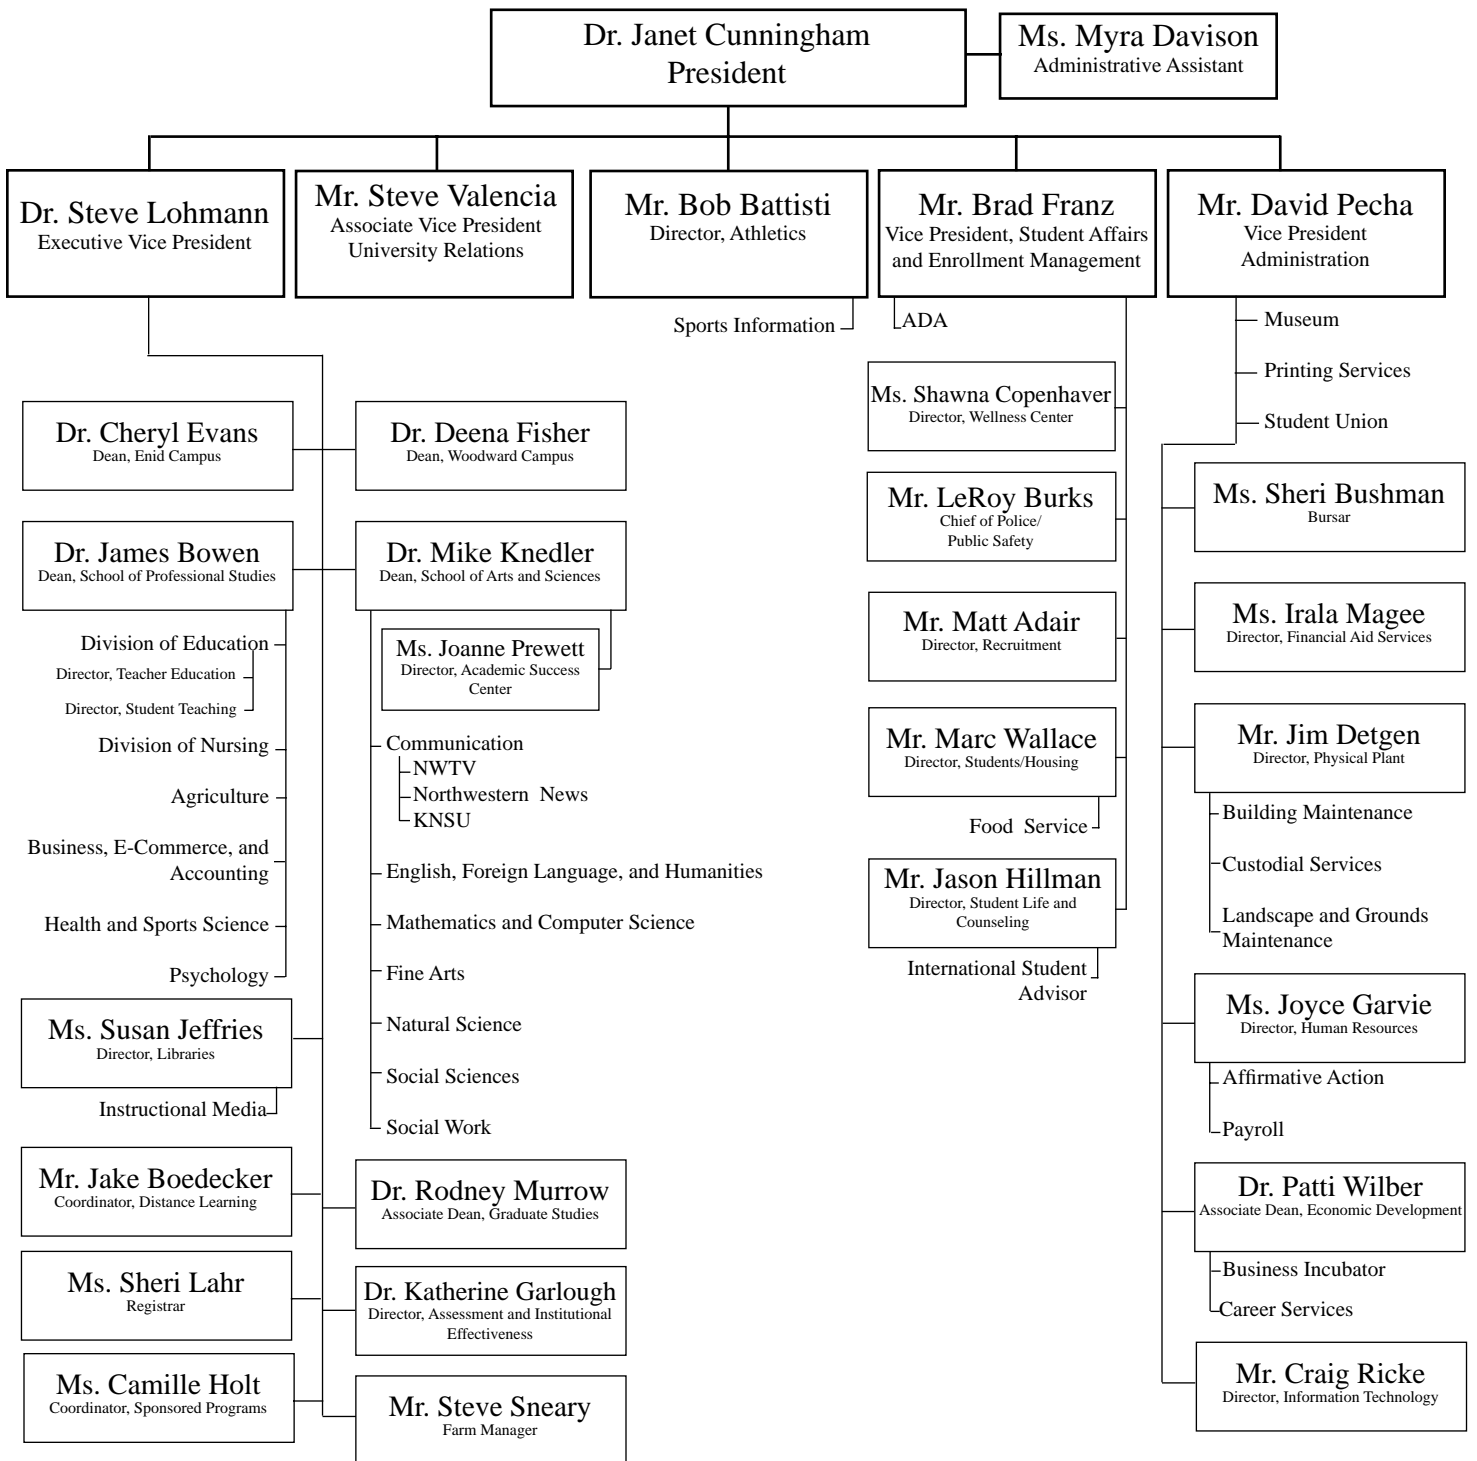 Dr. Janet Cunningham
President
Ms. Myra Davison
Administrative Assistant
Dr. Steve Lohmann
Executive Vice President
Mr. Steve Valencia
Associate Vice President
University Relations
Mr. Bob Battisti
Director, Athletics
Sports Information
Mr. Brad Franz
Vice President, Student Affairs
and Enrollment Management
ADA
Mr. David Pecha
Vice President
Administration
Museum
Printing Services
Student Union
Dr. Cheryl Evans
Dean, Enid Campus
Dr. Deena Fisher
Dean, Woodward Campus
Dr. James Bowen
Dean, School of Professional Studies
Division of Education
Director, Teacher Education
Director, Student Teaching
Division of Nursing
Agriculture
Business, E-Commerce, and
Accounting
Health and Sports Science
Psychology
Dr. Mike Knedler
Dean, School of Arts and Sciences
Ms. Joanne Prewett
Director, Academic Success
Center
Communication
NWTV
Northwestern News
KNSU
English, Foreign Language, and Humanities
Mathematics and Computer Science
Fine Arts
Natural Science
Social Sciences
Social Work
Ms. Susan Jeffries
Director, Libraries
Instructional Media
Mr. Jake Boedecker
Coordinator, Distance Learning
Dr. Rodney Murrow
Associate Dean, Graduate Studies
Ms. Sheri Lahr
Registrar
Dr. Katherine Garlough
Director, Assessment and Institutional
Effectiveness
Ms. Camille Holt
Coordinator, Sponsored Programs
Mr. Steve Sneary
Farm Manager
Ms. Shawna Copenhaver
Director, Wellness Center
Mr. LeRoy Burks
Chief of Police/
Public Safety
Mr. Matt Adair
Director, Recruitment
Mr. Marc Wallace
Director, Students/Housing
Food Service
Mr. Jason Hillman
Director, Student Life and
Counseling
International Student
Advisor
Ms. Sheri Bushman
Bursar
Ms. Irala Magee
Director, Financial Aid Services
Mr. Jim Detgen
Director, Physical Plant
Building Maintenance
Custodial Services
Landscape and Grounds
Maintenance
Ms. Joyce Garvie
Director, Human Resources
Affirmative Action
Payroll
Dr. Patti Wilber
Associate Dean, Economic Development
Business Incubator
Career Services
Mr. Craig Ricke
Director, Information Technology